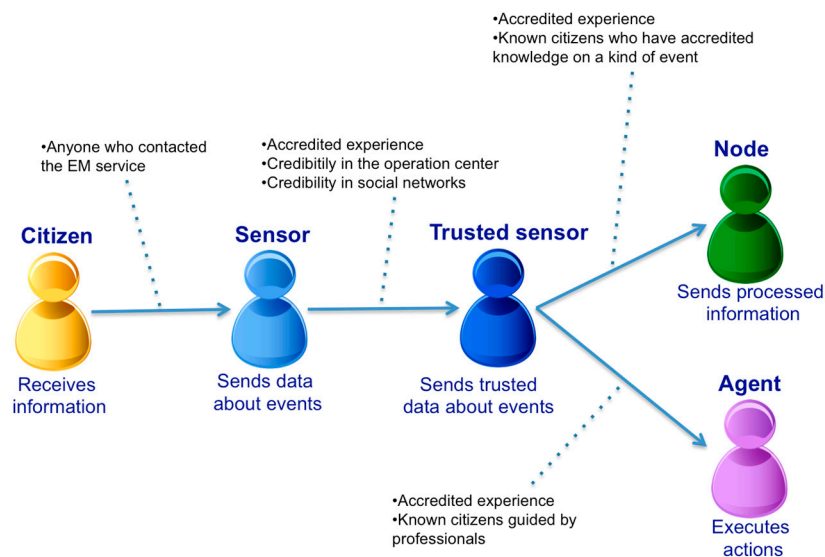 •Accredited experience
•Known citizens who have accredited
knowledge on a kind of event
•Anyone who contacted
the EM service
•Accredited experience
•Credibitily in the operation center
•Credibility in social networks
Node
Citizen
Sensor
Trusted sensor
Sends processed
information
Receives
information
Sends data
about events
Sends trusted
data about events
Agent
•Accredited experience
•Known citizens guided by
professionals
Executes
actions